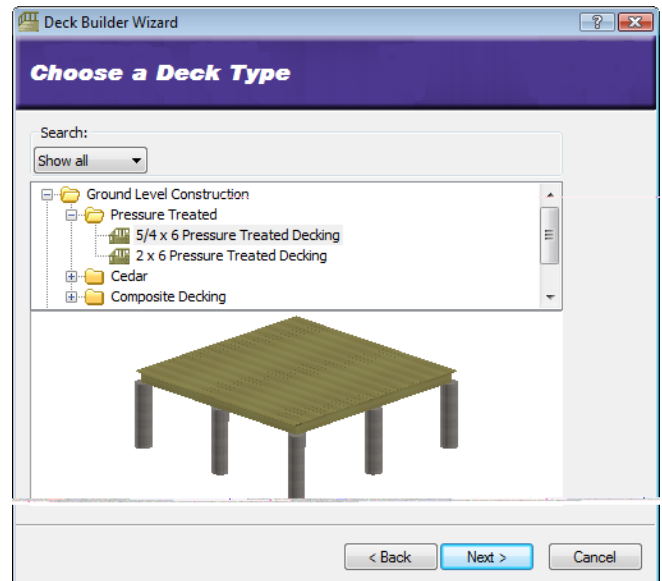 Deck Builder Wizard
Choose a Deck Type
Search:
Show all
Ground Level Construction
Pressure Treated
5/4 x 6 Pressure Treated Decking
2 x 6 Pressure Treated Decking
Cedar
Composite Decking
< Back Next > Cancel